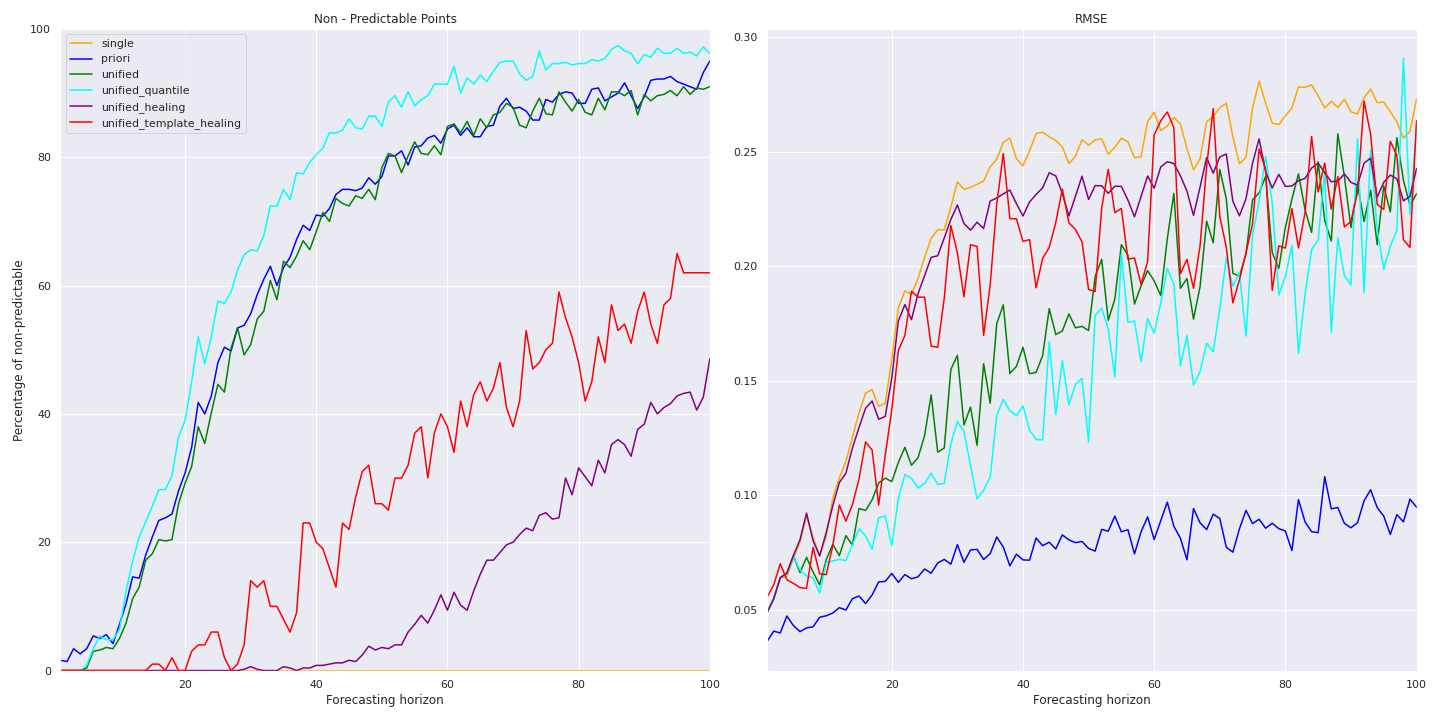 Non - Predictable Points
100
80
60
40
20
0
Percentage of non-predictable
single
priori
unified
unified_quantile
unified_healing
unified_template_healing
20
40
60
80
100
Forecasting horizon
RMSE
0.30
0.25
0.20
0.15
0.10
0.05
20
40
60
80
100
Forecasting horizon